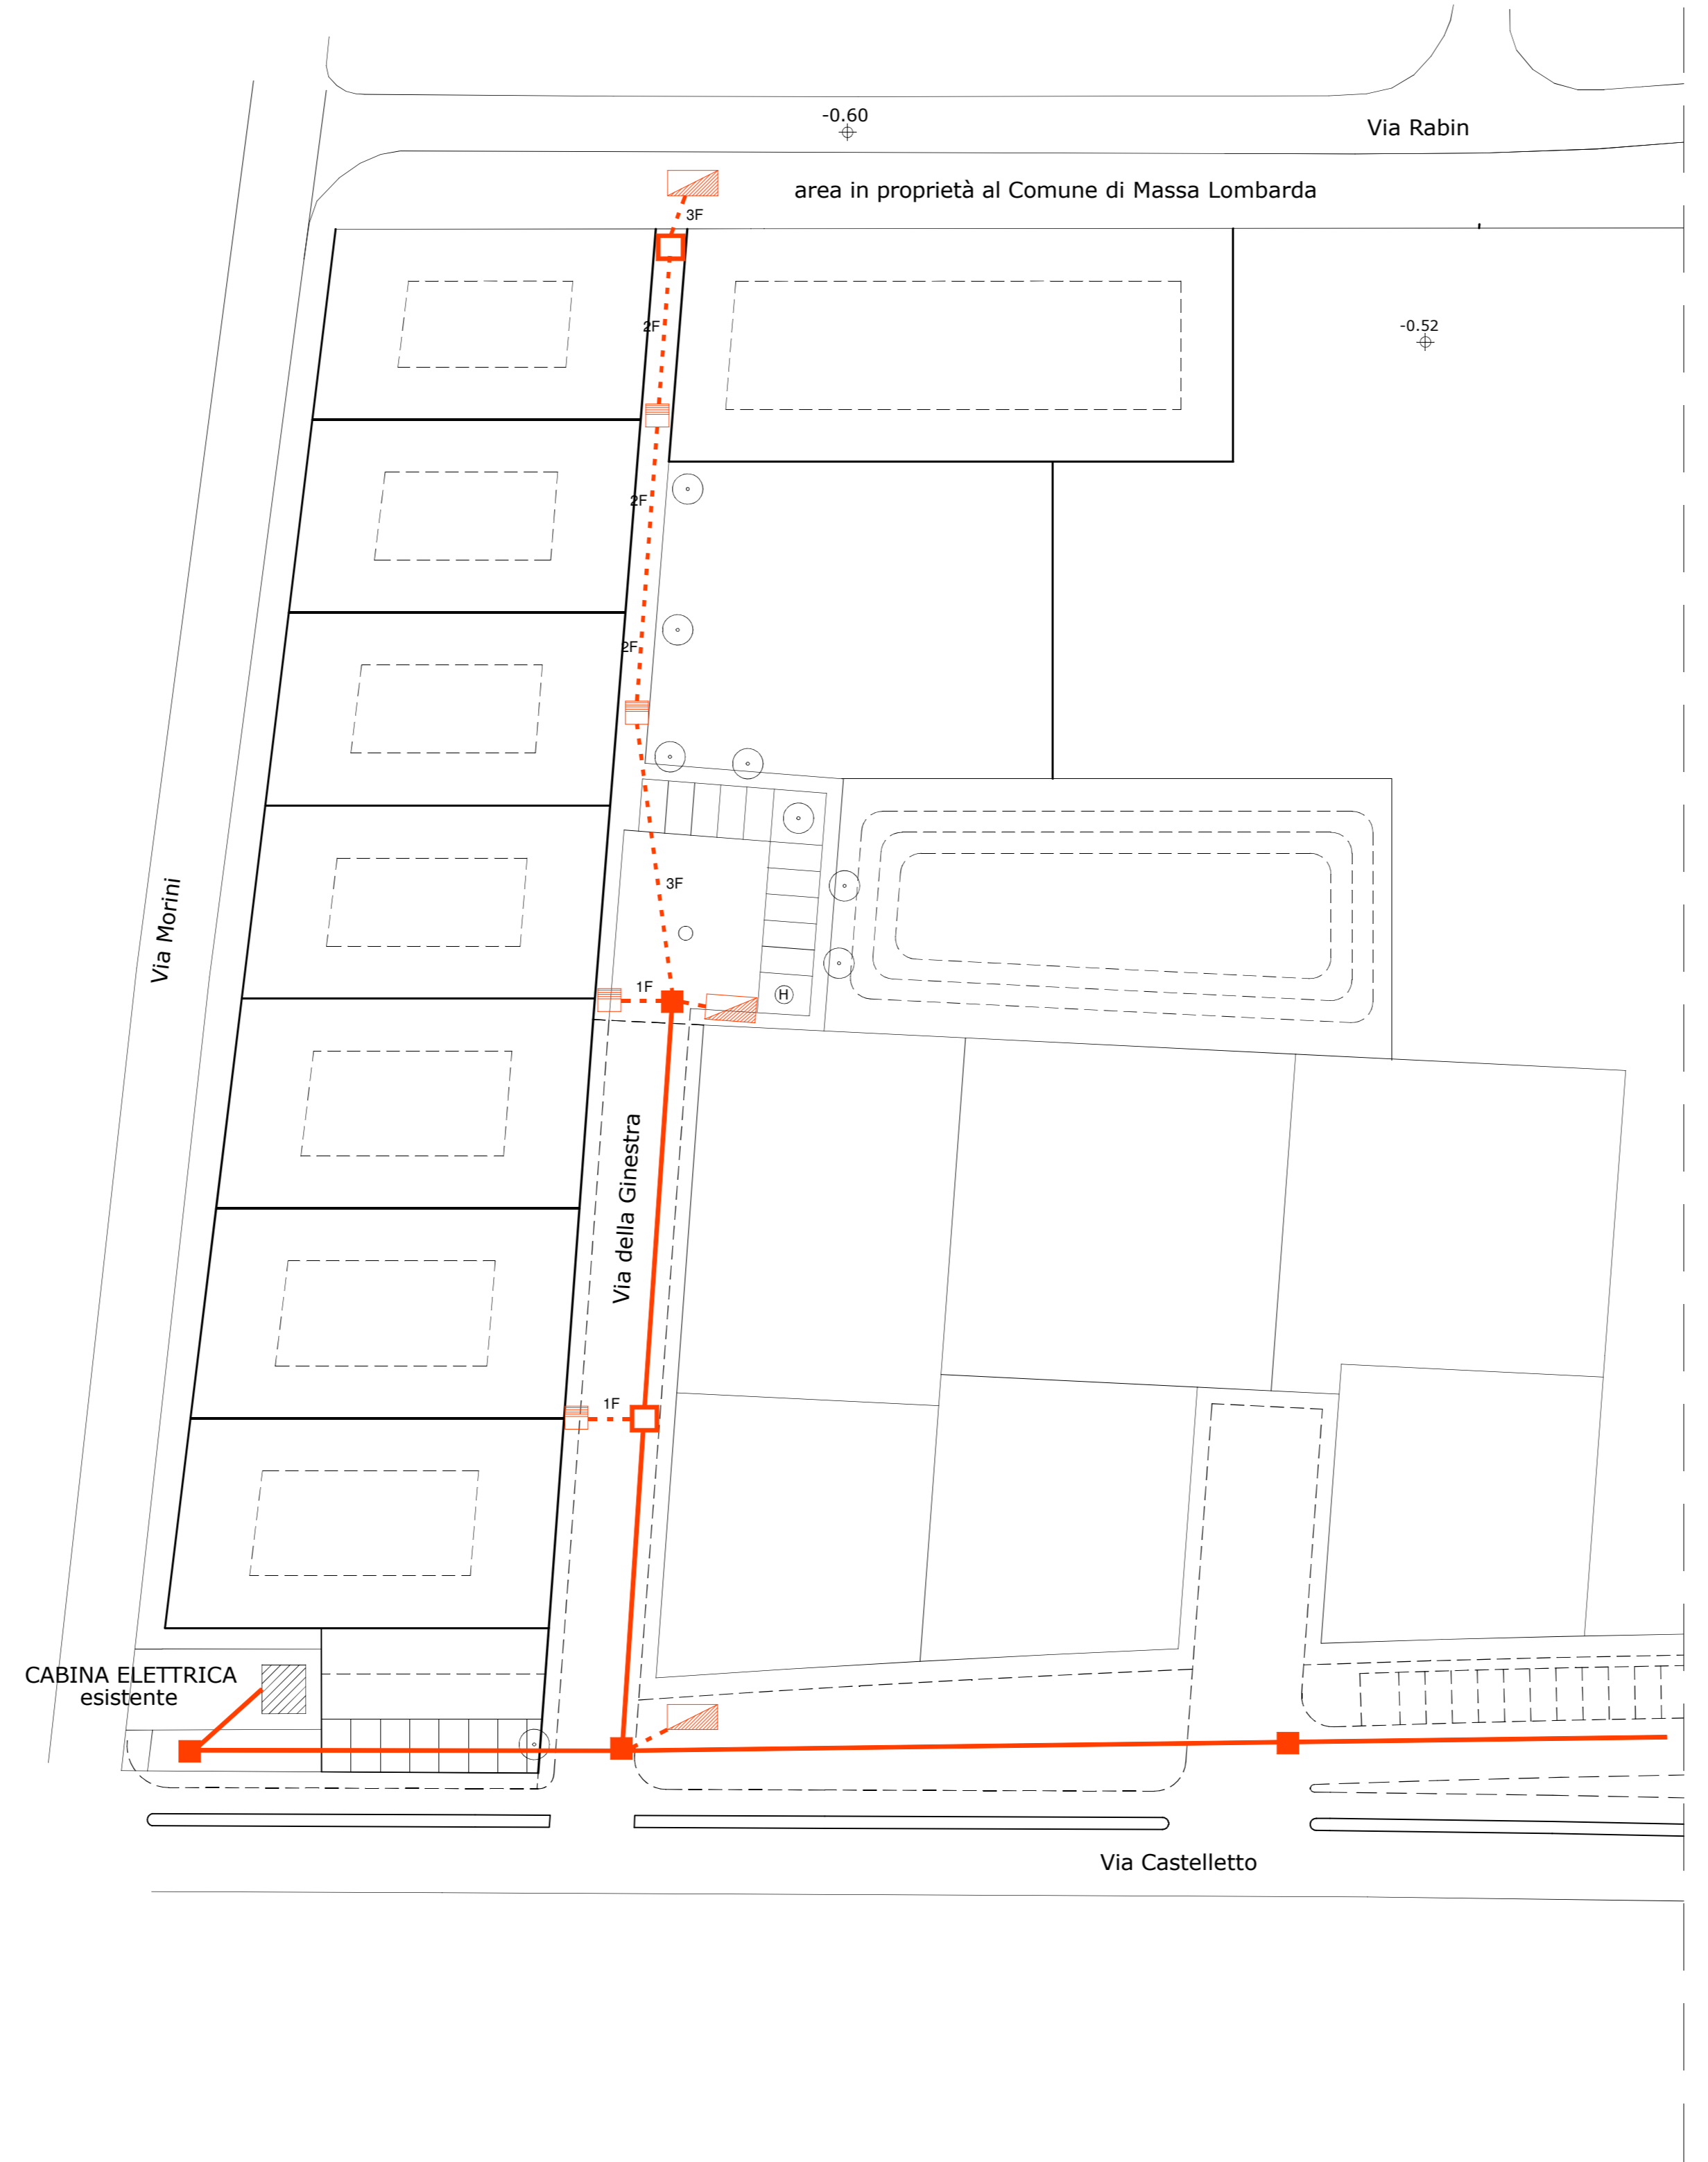 -0.60
Via Rabin
area in proprietà al Comune di Massa Lombarda
3F
2F
-0.52
2F
2F
3F
Via Morini
1F
H
Via della Ginestra
1F
CABINA ELETTRICA
esistente
Via Castelletto